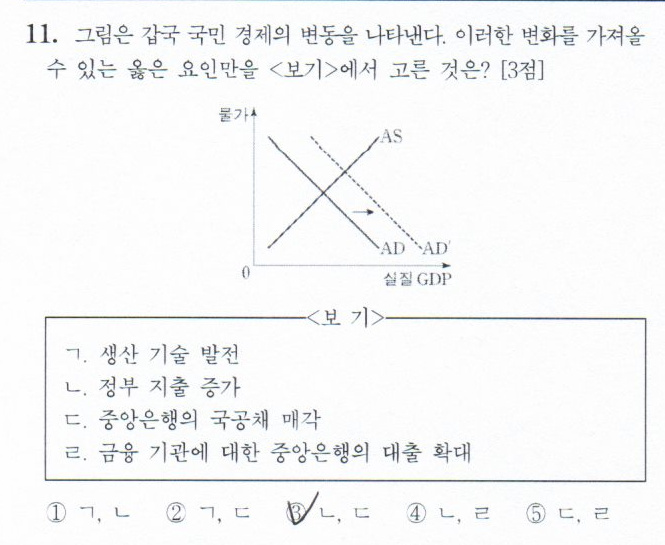 11. 그림은 갑국 국민 경제의 변동을 나타낸다. 이러한 변화를 가져올
수 있는 옳은 요인만을 <보기>에서 고른 것은? [3점]
물가
AS
AD AD'
0
실질 GDP
<보 기>
ㄱ. 생산 기술 발전
ㄴ. 정부 지출 증가
ㄷ. 중앙은행의 국공채 매각
ㄹ. 금융 기관에 대한 중앙은행의 대출 확대
① ㄱ, ㄴ ② ㄱ, ㄷ ③ ㄴ, ㄷ ④ ㄴ, ㄹ ⑤ ㄷ, ㄹ